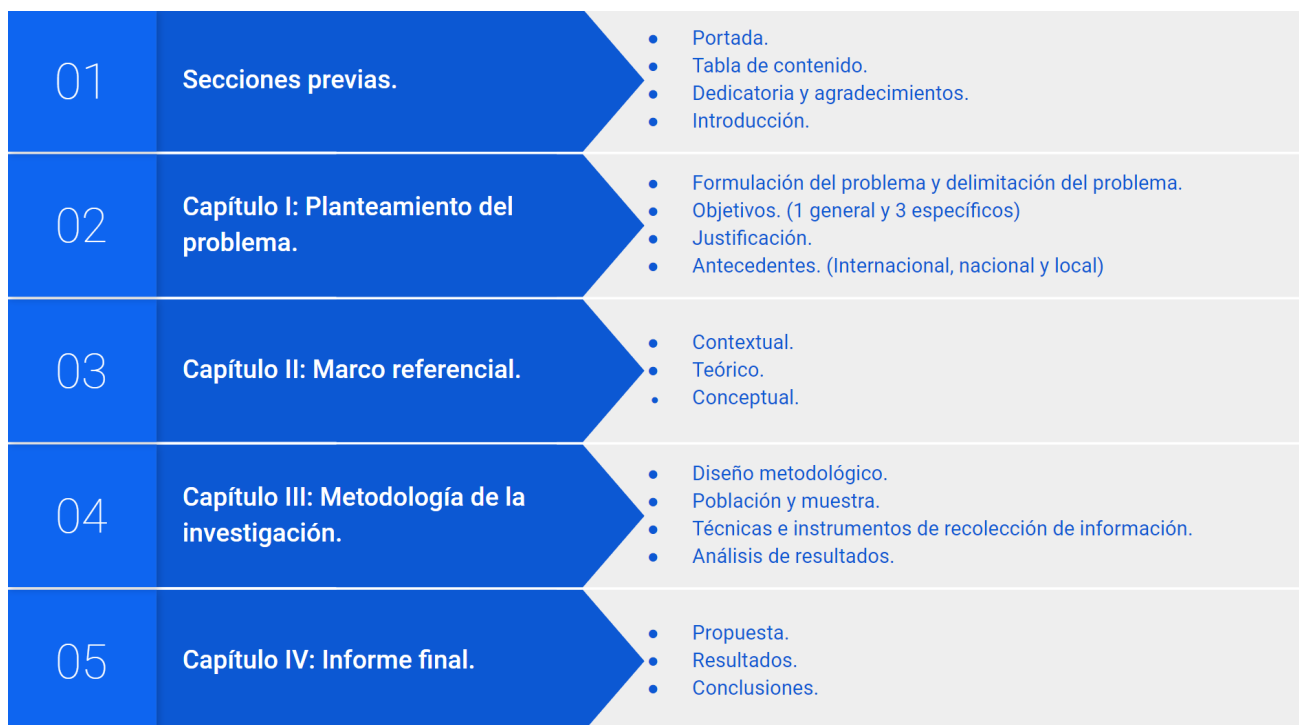 01
Secciones previas.
● Portada.
● Tabla de contenido.
● Dedicatoria y agradecimientos.
● Introducción.
02
Capítulo I: Planteamiento del
problema.
● Formulación del problema y delimitación del problema.
● Objetivos. (1 general y 3 específicos)
● Justificación.
● Antecedentes. (Internacional, nacional y local)
03
Capítulo II: Marco referencial.
● Contextual.
● Teórico.
● Conceptual.
04
Capítulo III: Metodología de la
investigación.
● Diseño metodológico.
● Población y muestra.
● Técnicas e instrumentos de recolección de información.
● Análisis de resultados.
05
Capítulo IV: Informe final.
● Propuesta.
● Resultados.
● Conclusiones.